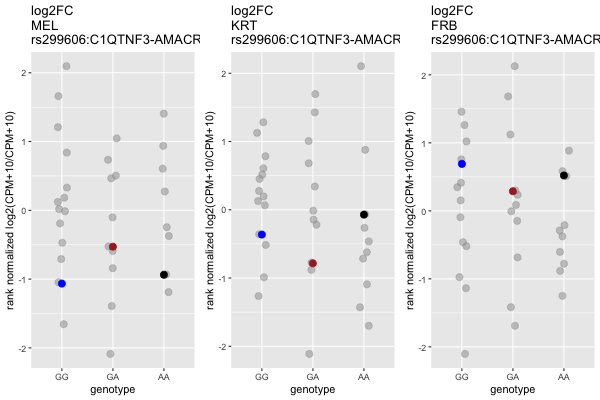 log2FC
MEL
rs299606:C1QTNF3-AMACR
rank normalized log2(CPM+10/CPM+10)
2
1
0
-1
-2
GG GA AA
genotype
log2FC
KRT
rs299606:C1QTNF3-AMACR
rank normalized log2(CPM+10/CPM+10)
2
1
0
-1
-2
GG GA AA
genotype
log2FC
FRB
rs299606:C1QTNF3-AMACR
rank normalized log2(CPM+10/CPM+10)
2
1
0
-1
-2
GG GA AA
genotype